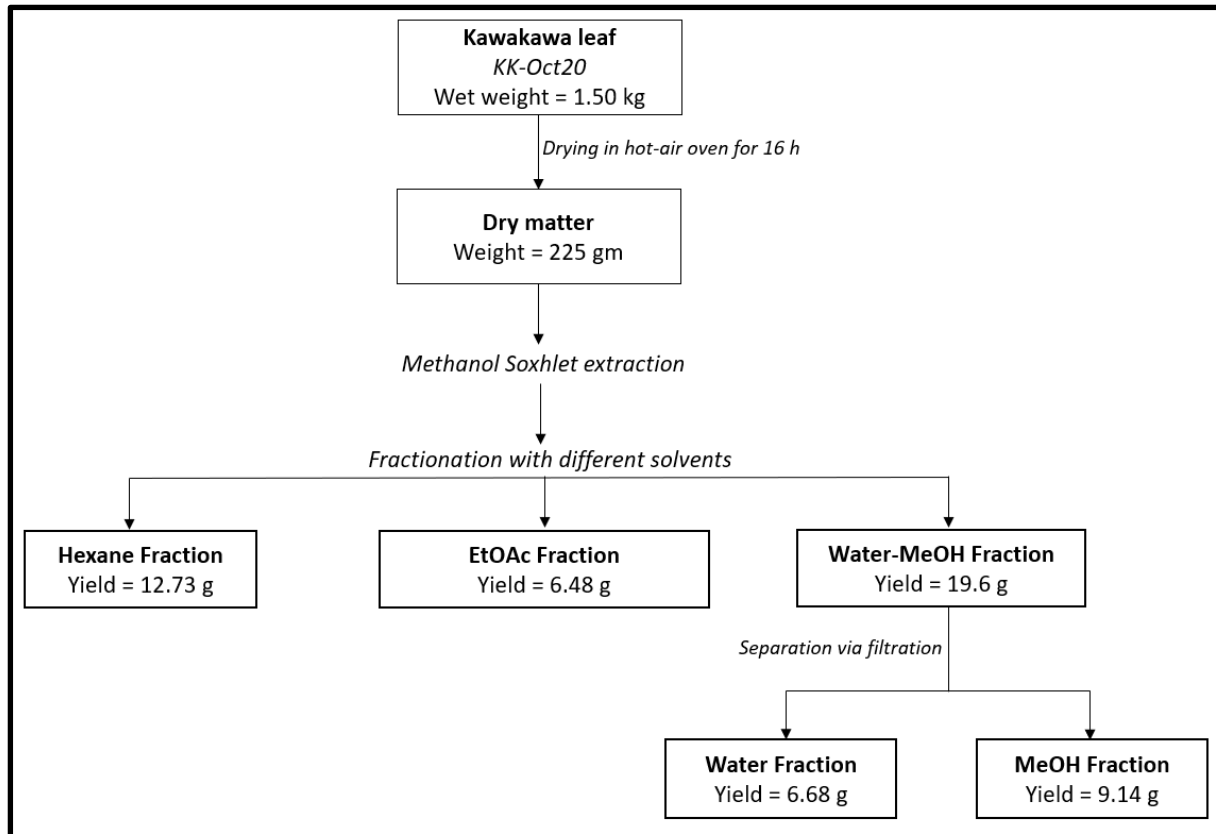 Kawakawa leaf
KK-Oct20
Wet weight = 1.50 kg
Drying in hot-air oven for 16 h
Dry matter
Weight = 225 gm
Methanol Soxhlet extraction
Fractionation with different solvents
Hexane Fraction
Yield = 12.73 g
EtOAc Fraction
Yield = 6.48 g
Water-MeOH Fraction
Yield = 19.6 g
Separation via filtration
Water Fraction
Yield = 6.68 g
MeOH Fraction
Yield = 9.14 g